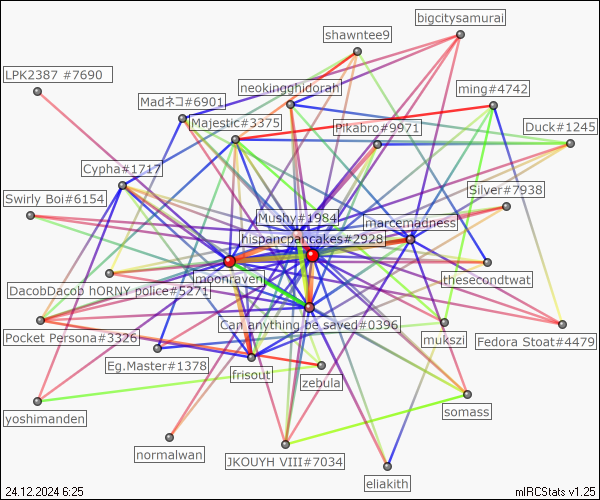 bigcitysamurai
shawntee9
LPK2387 #7690
neokingghidorah
ming#4742
Madネコ#6901
Majestic#3375
Pikabro#9971
Duck#1245
Cypha#1717
Silver#7938
Swirly Boi#6154
Mushy#1984
marcemadness
hispancpancakes#2928
moonraven
thesecondtwat
DacobDacob hORNY police#5271
Can anything be saved#0396
Pocket Persona#3326
mukszi
Fedora Stoat#4479
Eg.Master#1378
frisout
zebula
yoshimanden
somass
normalwan
JKOUYH VIII#7034
eliakith
24.12.2024 6:25
mIRCStats v1.25